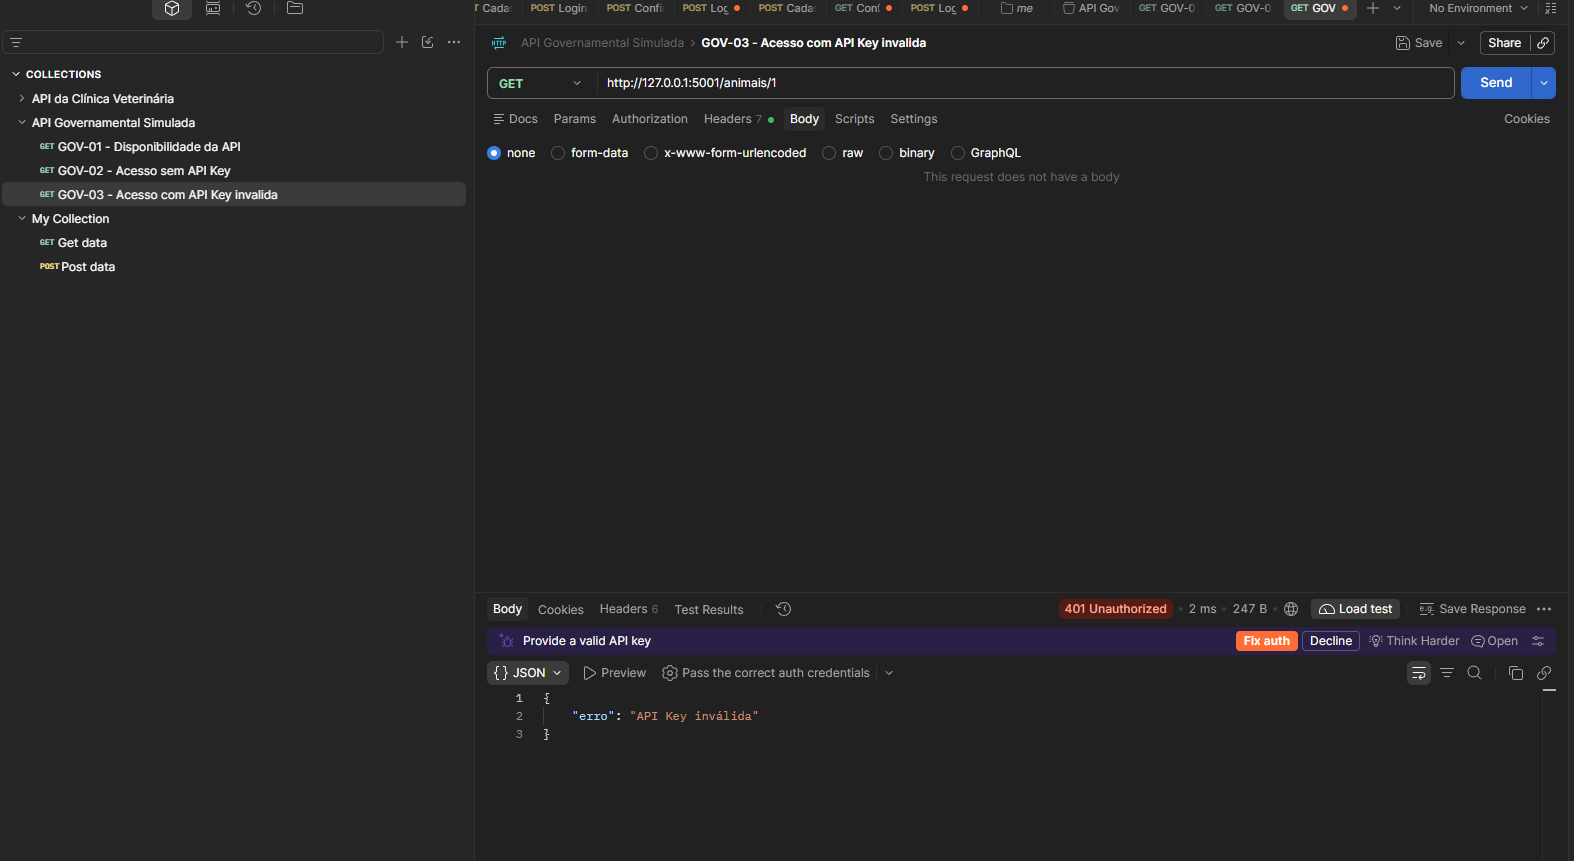 Cada
POST Login
POST Confi
POST Log
POST Cada
GET Conf
POST Log
me
API Gov
GET GOV-0
GET GOV-0
GET GOV
No Environment
API Governamental Simulada > GOV-03 - Acesso com API Key invalida
Save
Share
COLLECTIONS
API da Clínica Veterinária
API Governamental Simulada
GET GOV-01 - Disponibilidade da API
GET GOV-02 - Acesso sem API Key
GET GOV-03 - Acesso com API Key invalida
My Collection
GET Get data
POST Post data
GET http://127.0.0.1:5001/animais/1
Send
Docs Params Authorization Headers 7 Body Scripts Settings
Cookies
none form-data x-www-form-urlencoded raw binary GraphQL
This request does not have a body
Body Cookies Headers 6 Test Results
401 Unauthorized • 2 ms • 247 B
Load test
e.g. Save Response
Provide a valid API key
Fix auth Decline Think Harder Open
{} JSON Preview Pass the correct auth credentials
1 {
2 "erro": "API Key inválida"
3 }